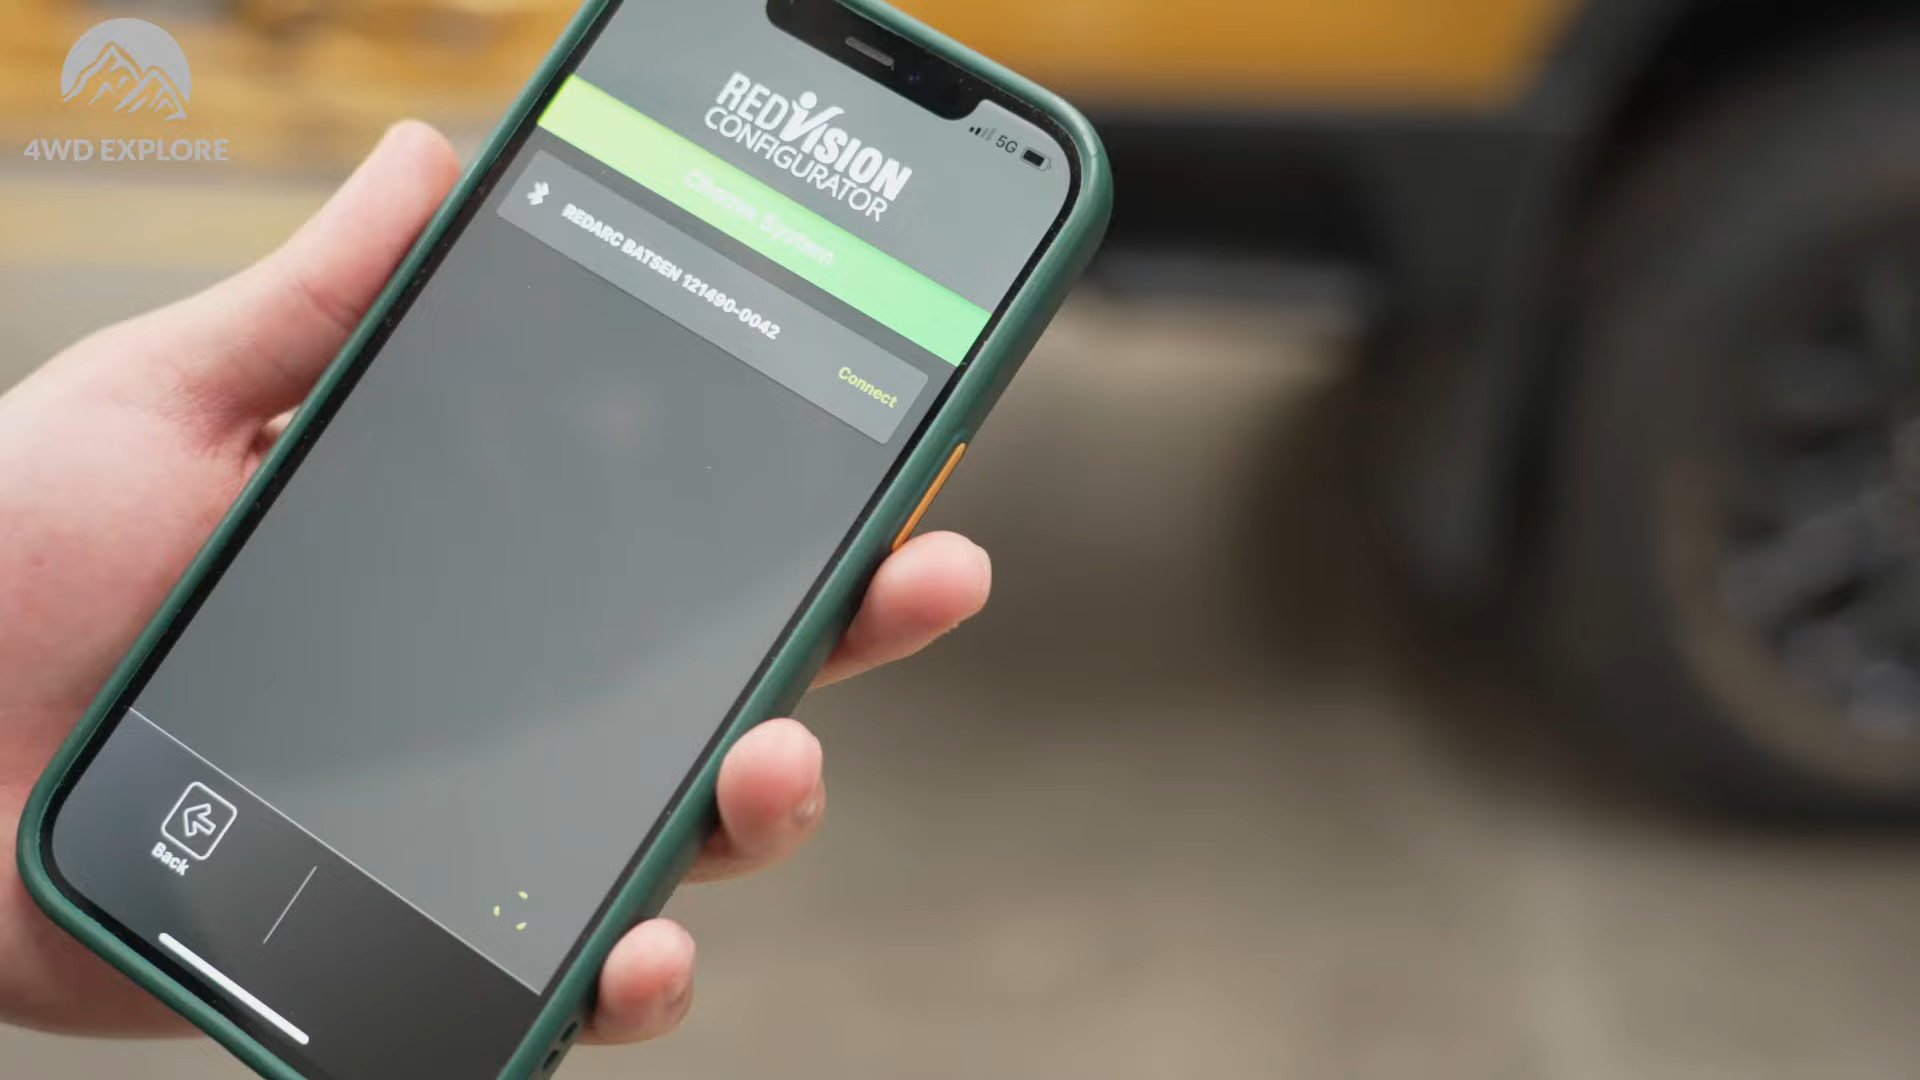 4WD EXPLORE
REDVISION
CONFIGURATOR
5G
Choose System
REDARC BATSEN 121490-0042
Connect
Back